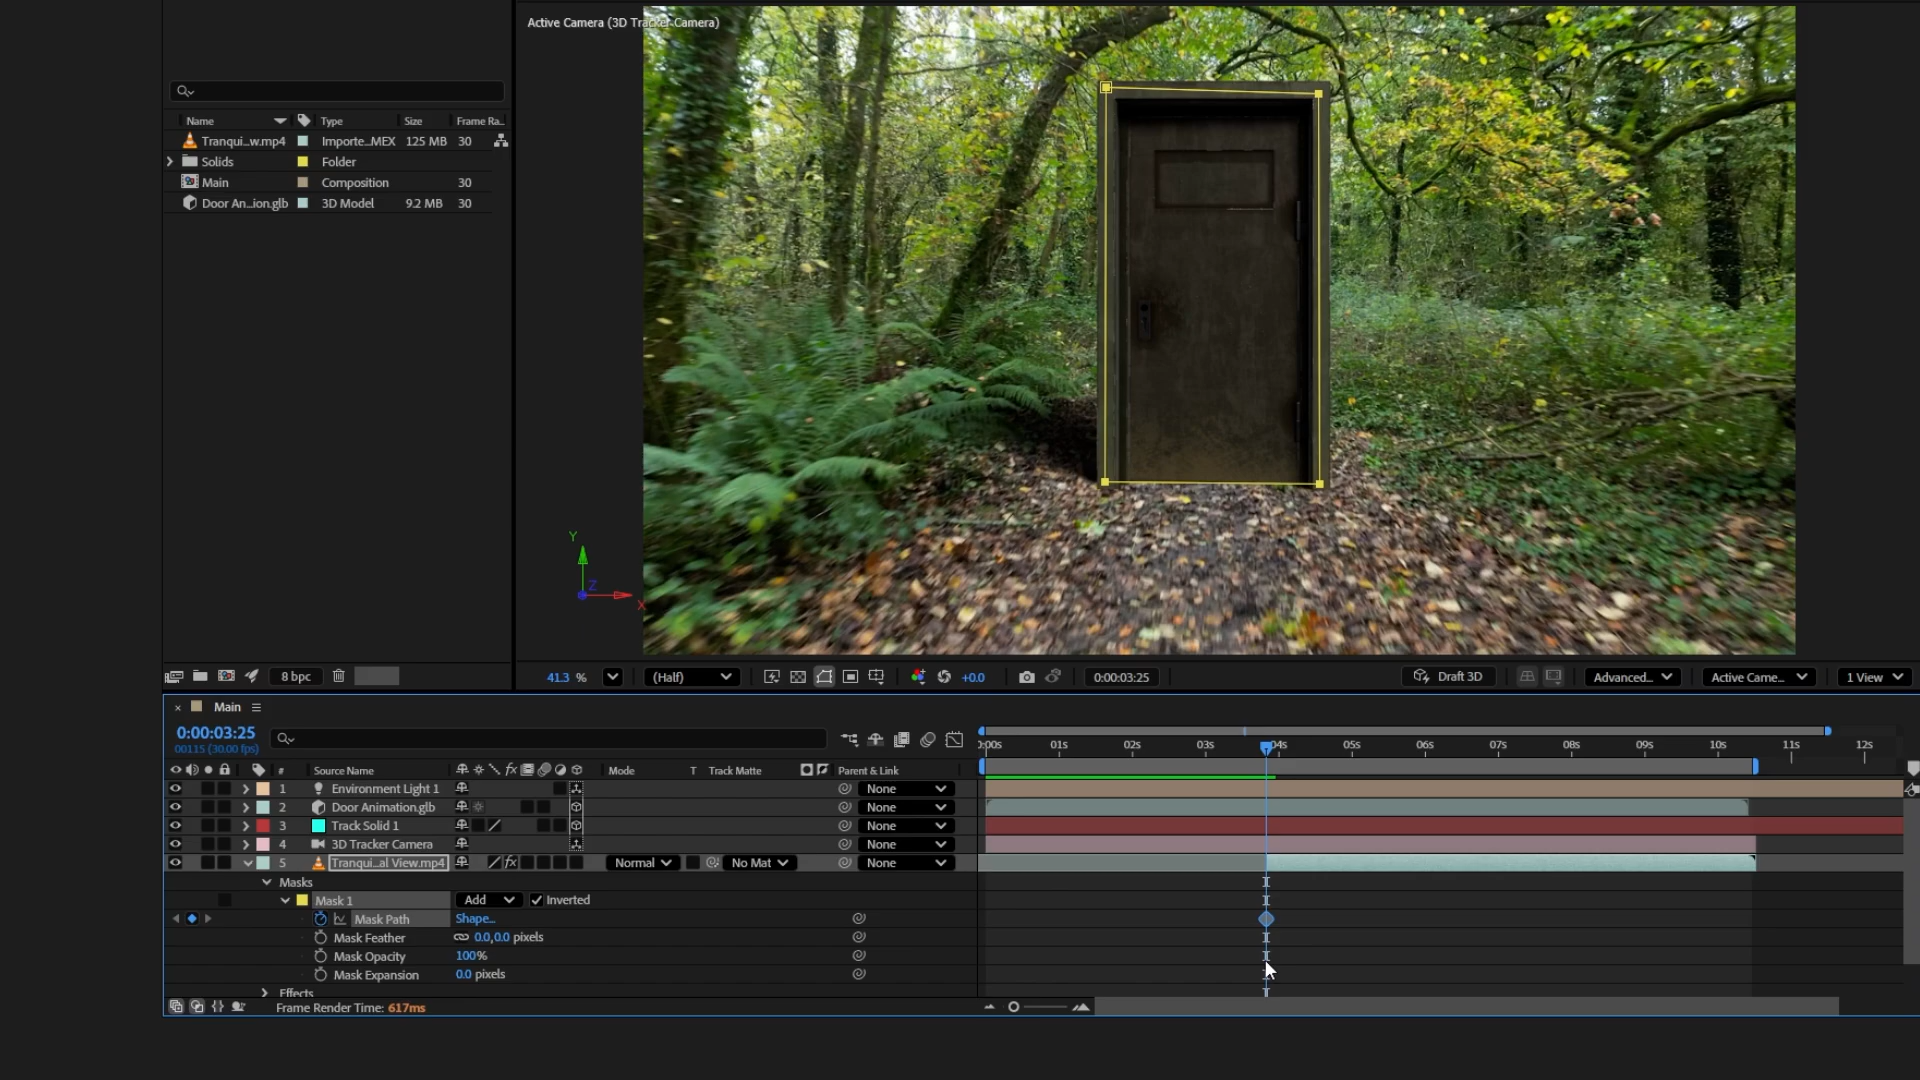 Active Camera (3D Tracker Camera)
Name Type Size Frame Ra..
Tranqui...w.mp4 Importe...MEX 125 MB 30
Solids Folder
Main Composition 30
Door An...ion.glb 3D Model 9.2 MB 30
Y
Z
X
8 bpc 41.3 % (Half) +0.0 0:00:03:25 Draft 3D Advanced... Active Came... 1 View
× Main
0:00:03:25
00115 (30.00 fps)
0:00s 01s 02s 03s 04s 05s 06s 07s 08s 09s 10s 11s 12s
# Source Name fx Mode T Track Matte Parent & Link
1 Environment Light 1 None
2 Door Animation.glb None
3 Track Solid 1 None
4 3D Tracker Camera None
5 Tranqui...al View.mp4 fx Normal No Mat None
Masks
Mask 1 Add Inverted
Mask Path Shape...
Mask Feather 0.0,0.0 pixels
Mask Opacity 100%
Mask Expansion 0.0 pixels
Effects
Frame Render Time: 617ms